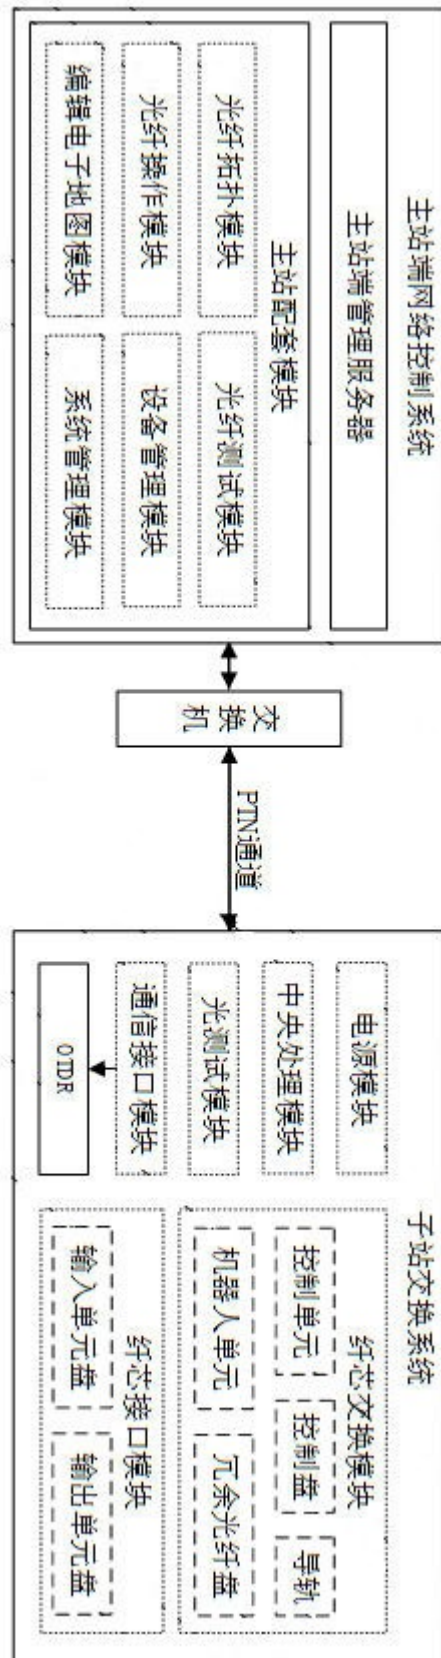 主站端网络控制系统
主站端管理服务器
主站配套模块
光纤拓扑模块
光纤测试模块
光纤操作模块
设备管理模块
编辑电子地图模块
系统管理模块
交换机
PTN通道
子站交换系统
电源模块
中央处理模块
光测试模块
通信接口模块
OTDR
纤芯交换模块
控制单元
控制盘
导轨
机器人单元
冗余光纤盘
纤芯接口模块
输入单元盘
输出单元盘